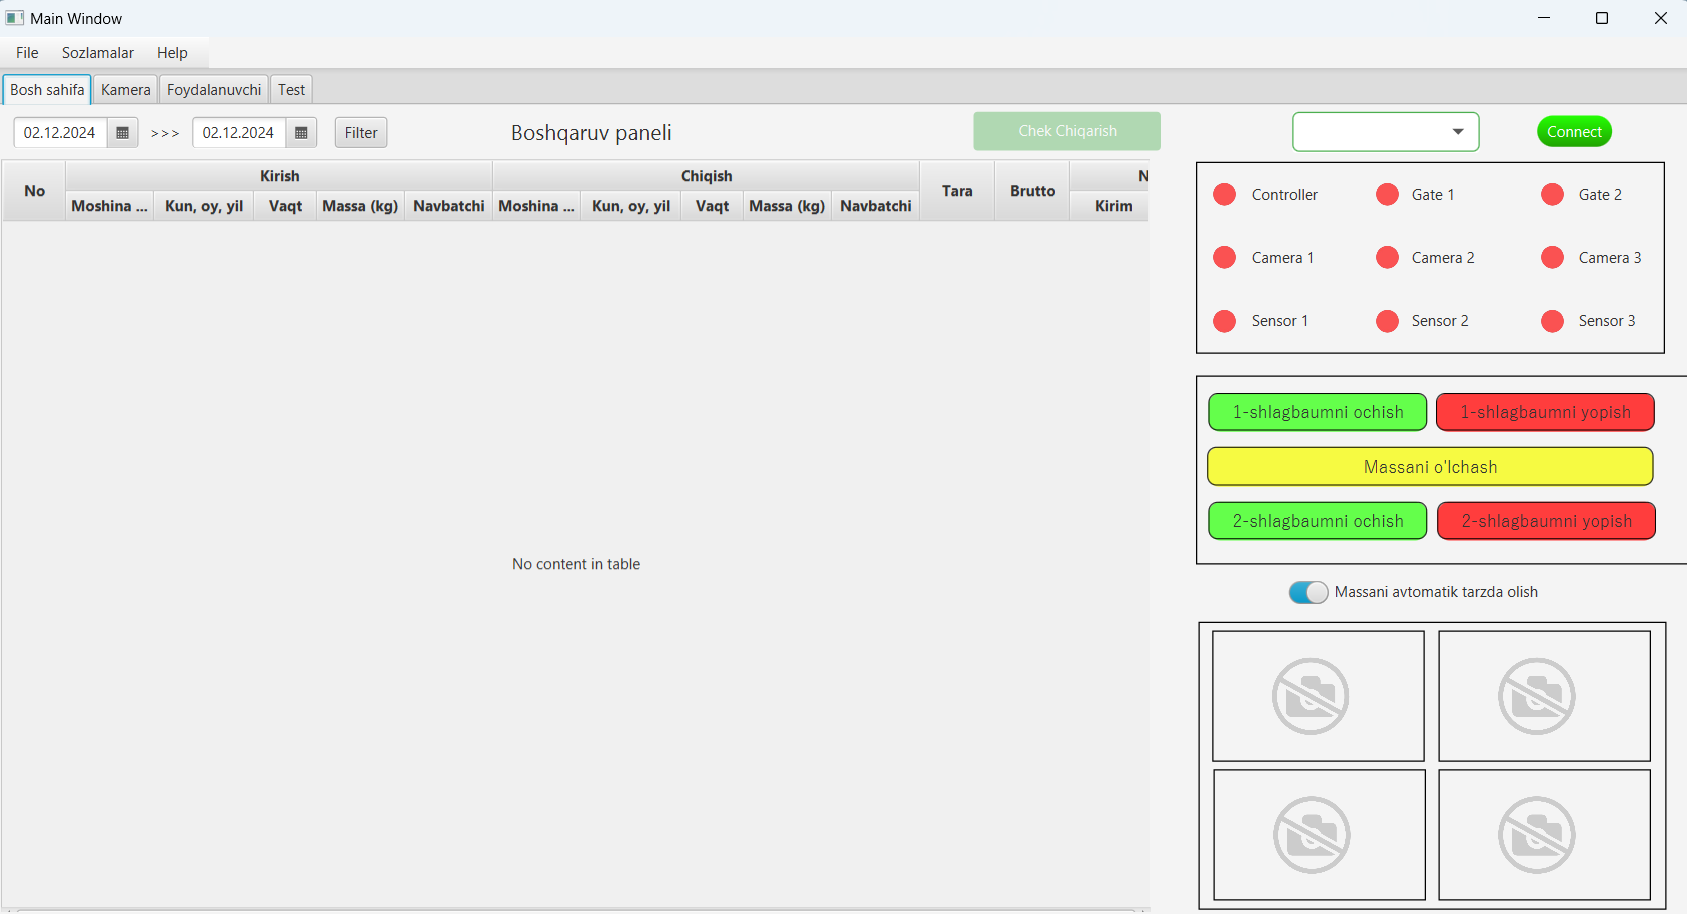 Main Window
File Sozlamalar Help
Bosh sahifa Kamera Foydalanuvchi Test
02.12.2024 >>> 02.12.2024 Filter Boshqaruv paneli Chek Chiqarish Connect
No Kirish Chiqish Tara Brutto N
Moshina ... Kun, oy, yil Vaqt Massa (kg) Navbatchi Moshina ... Kun, oy, yil Vaqt Massa (kg) Navbatchi Kirim
No content in table
Controller Gate 1 Gate 2
Camera 1 Camera 2 Camera 3
Sensor 1 Sensor 2 Sensor 3
1-shlagbaumni ochish 1-shlagbaumni yopish
Massani o'lchash
2-shlagbaumni ochish 2-shlagbaumni yopish
Massani avtomatik tarzda olish